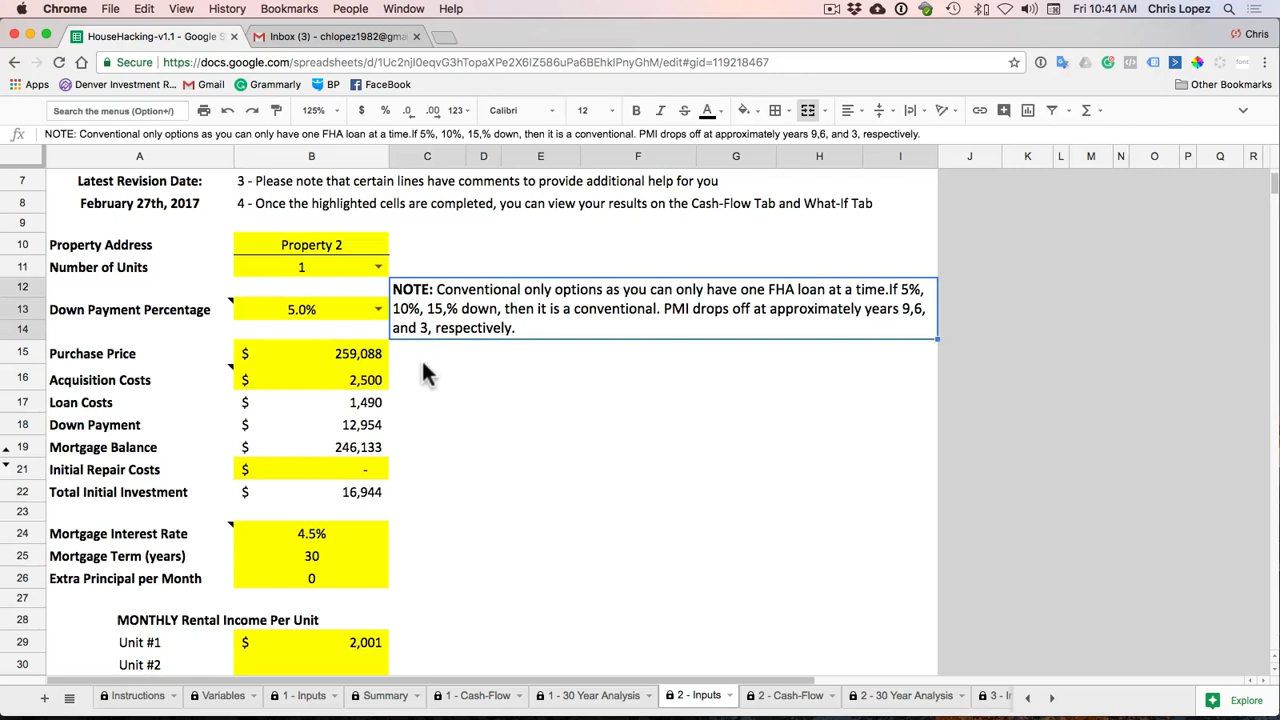 Chrome File Edit View History Bookmarks People Window Help Fri 10:41 AM Chris Lopez
HouseHacking-v1.1 - Google S Inbox (3) - chlopez1982@gma Chris
Secure https://docs.google.com/spreadsheets/d/1Uc2njI0eqvG3hTopaXPe2X6IZ586uPa6BEhkIPnyGhM/edit#gid=119218467
Apps Denver Investment R Gmail Grammarly BP FaceBook Other Bookmarks
Search the menus (Option+/) 125% $ % .0 .00 123 Calibri 12 B I S A
fx NOTE: Conventional only options as you can only have one FHA loan at a time.If 5%, 10%, 15,% down, then it is a conventional. PMI drops off at approximately years 9,6, and 3, respectively.
A B C D E F G H I J K L M N O P Q R
7 Latest Revision Date: 3 - Please note that certain lines have comments to provide additional help for you
8 February 27th, 2017 4 - Once the highlighted cells are completed, you can view your results on the Cash-Flow Tab and What-If Tab
9
10 Property Address Property 2
11 Number of Units 1
12 NOTE: Conventional only options as you can only have one FHA loan at a time.If 5%,
13 Down Payment Percentage 5.0% 10%, 15,% down, then it is a conventional. PMI drops off at approximately years 9,6,
14 and 3, respectively.
15 Purchase Price $ 259,088
16 Acquisition Costs $ 2,500
17 Loan Costs $ 1,490
18 Down Payment $ 12,954
19 Mortgage Balance $ 246,133
21 Initial Repair Costs $ -
22 Total Initial Investment $ 16,944
23
24 Mortgage Interest Rate 4.5%
25 Mortgage Term (years) 30
26 Extra Principal per Month 0
27
28 MONTHLY Rental Income Per Unit
29 Unit #1 $ 2,001
30 Unit #2
Instructions Variables 1 - Inputs Summary 1 - Cash-Flow 1 - 30 Year Analysis 2 - Inputs 2 - Cash-Flow 2 - 30 Year Analysis 3 - I Explore